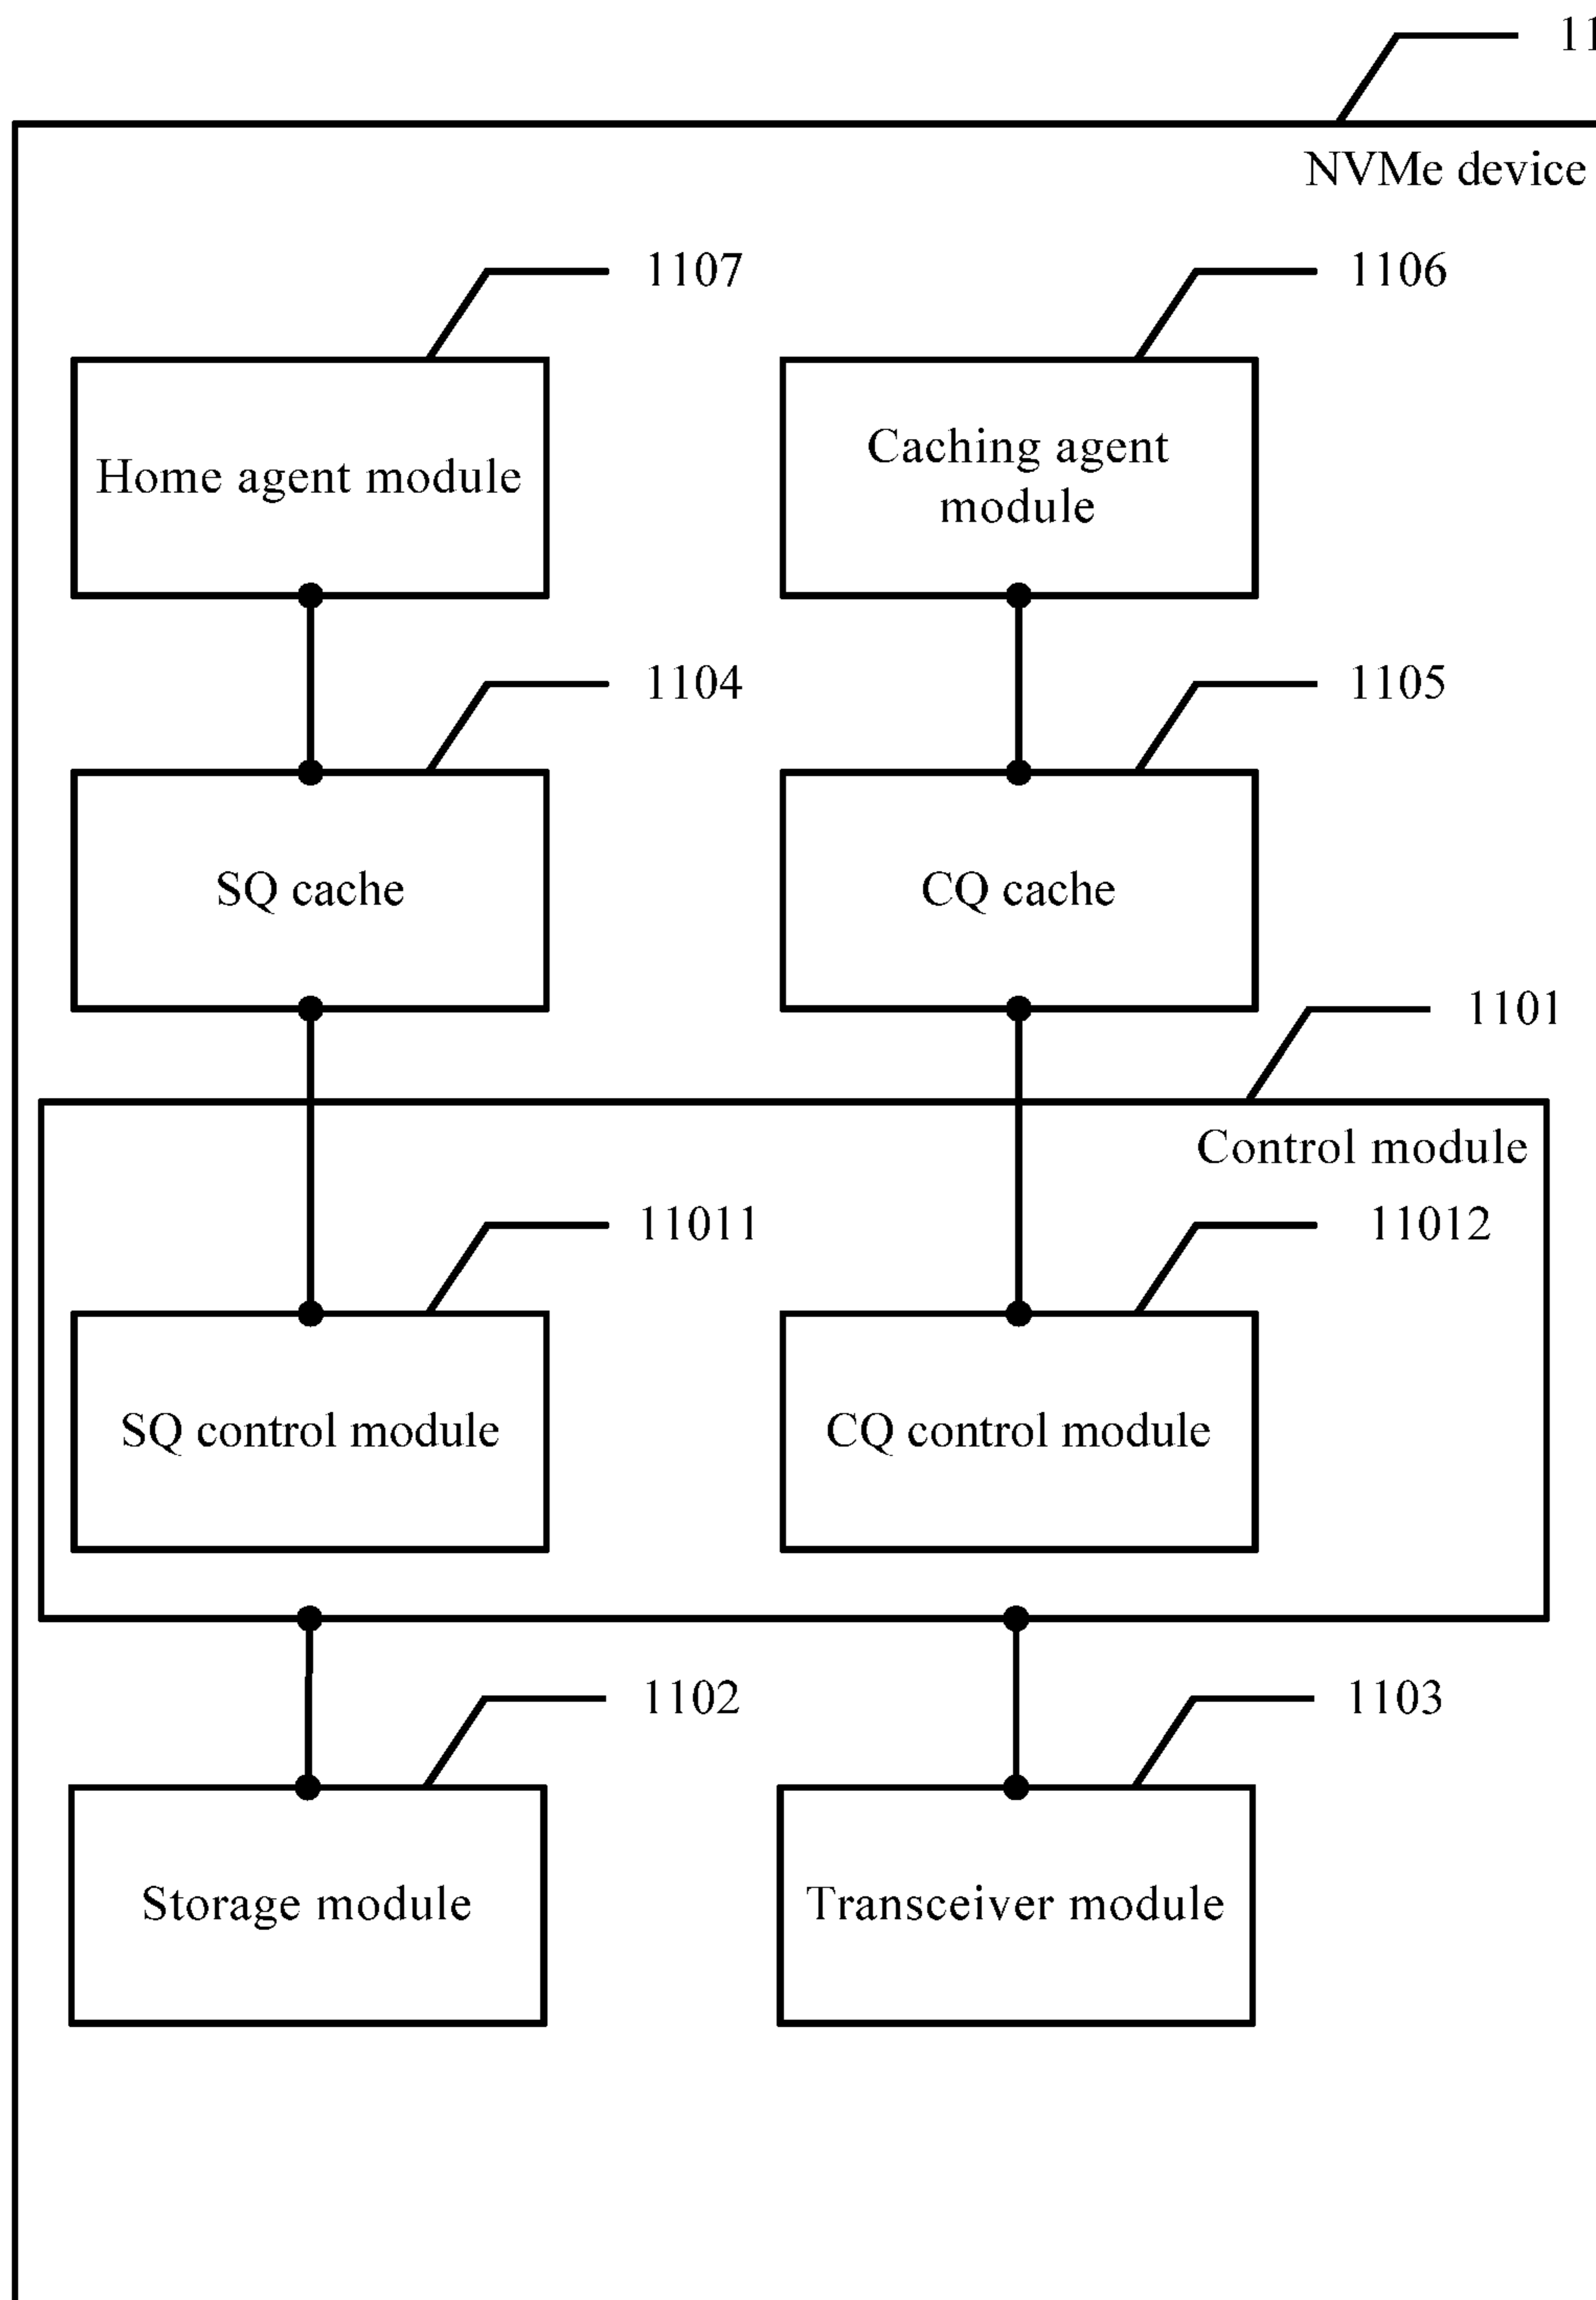 11
NVMe device
1107
1106
Home agent module
Caching agent
module
1104
1105
SQ cache
CQ cache
1101
Control module
11011
11012
SQ control module
CQ control module
1102
1103
Storage module
Transceiver module